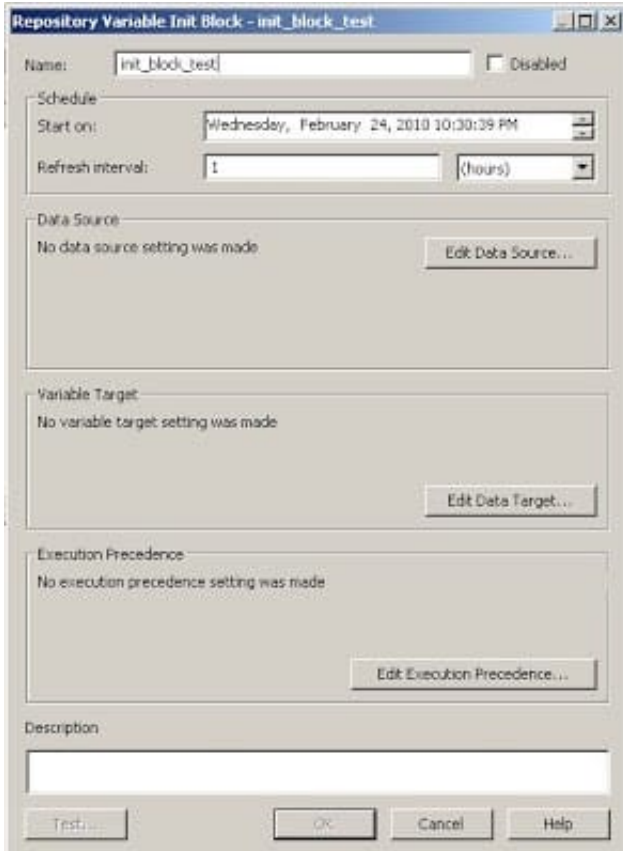 Repository Variable Init Block - init_block_test
Name: init_block_test Disabled
Schedule
Start on: Wednesday, February 24, 2010 10:30:39 PM
Refresh interval: 1 (hours)
Data Source
No data source setting was made
Edit Data Source...
Variable Target
No variable target setting was made
Edit Data Target...
Execution Precedence
No execution precedence setting was made
Edit Execution Precedence...
Description
Test... OK Cancel Help